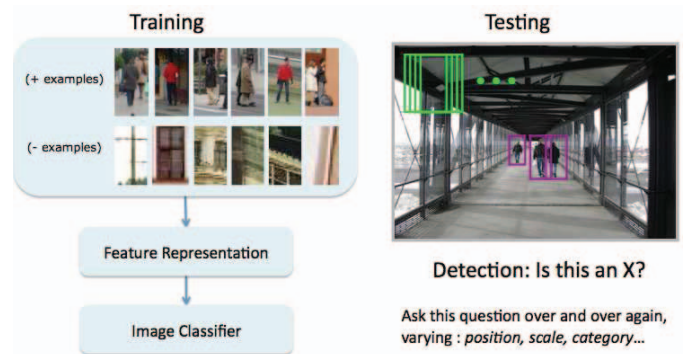 Training
(+ examples)
(- examples)
Feature Representation
Image Classifier
Testing
Detection: Is this an X?
Ask this question over and over again,
varying : position, scale, category...